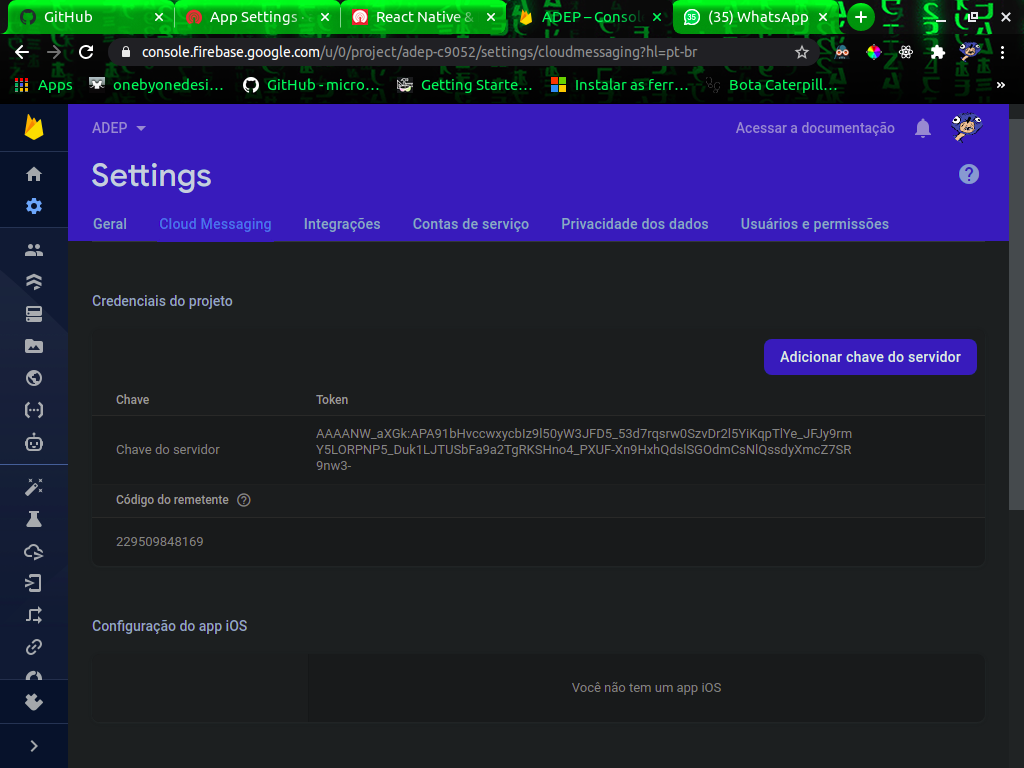 GitHub
App Settings ·
React Native &
ADEP – Consol
(35) WhatsApp
console.firebase.google.com/u/0/project/adep-c9052/settings/cloudmessaging?hl=pt-br
Apps
onebyonedesi…
GitHub - micro…
Getting Starte…
Instalar as ferr…
Bota Caterpill…
»
ADEP
Acessar a documentação
Settings
Geral
Cloud Messaging
Integrações
Contas de serviço
Privacidade dos dados
Usuários e permissões
Credenciais do projeto
Adicionar chave do servidor
Chave
Token
Chave do servidor
AAAANW_aXGk:APA91bHvccwxycbIz9l50yW3JFD5_53d7rqsrw0SzvDr2l5YiKqpTlYe_JFJy9rm
Y5LORPNP5_Duk1LJTUSbFa9a2TgRKSHno4_PXUF-Xn9HxhQdslSGOdmCsNlQssdyXmcZ7SR
9nw3-
Código do remetente
229509848169
Configuração do app iOS
Você não tem um app iOS